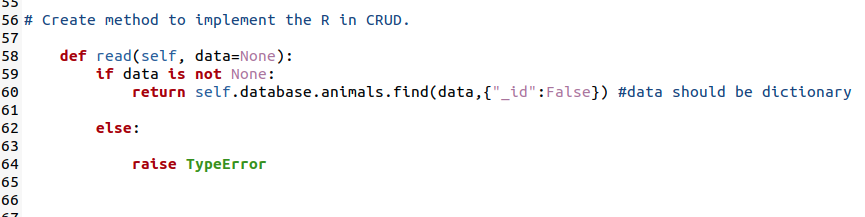 55
56 # Create method to implement the R in CRUD.
57
58     def read(self, data=None):
59         if data is not None:
60             return self.database.animals.find(data,{"_id":False}) #data should be dictionary
61
62         else:
63
64             raise TypeError
65
66
67